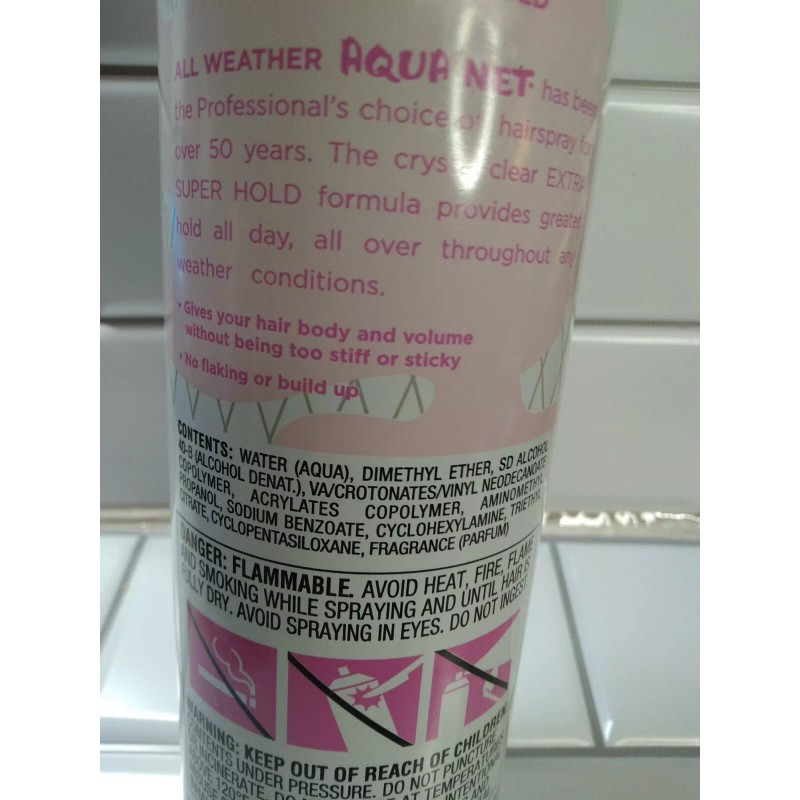 ALL WEATHER AQUA NET has been
the Professional's choice of hairspray for
over 50 years. The crystal clear EXTRA
SUPER HOLD formula provides greater
hold all day, all over throughout any
weather conditions.
• Gives your hair body and volume
without being too stiff or sticky
• No flaking or build up
CONTENTS: WATER (AQUA), DIMETHYL ETHER, SD ALCOHOL
40-B (ALCOHOL DENAT.), VA/CROTONATES/VINYL NEODECANOATE
COPOLYMER, ACRYLATES COPOLYMER, AMINOMETHYL
PROPANOL, SODIUM BENZOATE, CYCLOHEXYLAMINE, TRIETHYL
CITRATE, CYCLOPENTASILOXANE, FRAGRANCE (PARFUM)
DANGER: FLAMMABLE. AVOID HEAT, FIRE, FLAME
AND SMOKING WHILE SPRAYING AND UNTIL HAIR IS
FULLY DRY. AVOID SPRAYING IN EYES. DO NOT INGEST.
WARNING: KEEP OUT OF REACH OF CHILDREN.
CONTENTS UNDER PRESSURE. DO NOT PUNCTURE
OR INCINERATE. DO AT TEMPERATURES
ABOVE 120°F INTENTIONAL